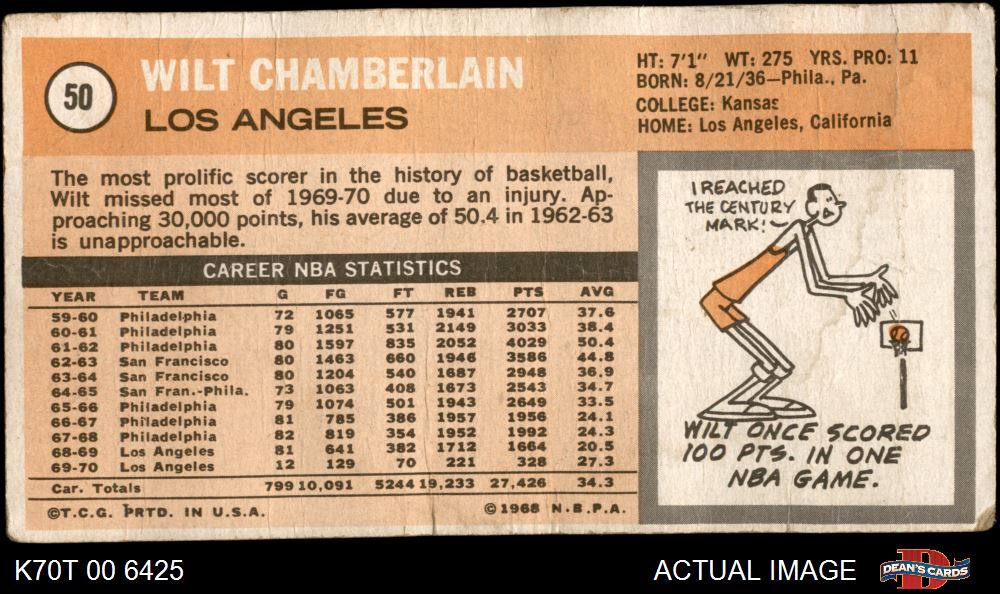 50
WILT CHAMBERLAIN
LOS ANGELES
HT: 7'1" WT: 275 YRS. PRO: 11
BORN: 8/21/36—Phila., Pa.
COLLEGE: Kansas
HOME: Los Angeles, California
The most prolific scorer in the history of basketball,
Wilt missed most of 1969-70 due to an injury. Ap-
proaching 30,000 points, his average of 50.4 in 1962-63
is unapproachable.
CAREER NBA STATISTICS
YEAR TEAM G FG FT REB PTS AVG
59-60 Philadelphia 72 1065 577 1941 2707 37.6
60-61 Philadelphia 79 1251 531 2149 3033 38.4
61-62 Philadelphia 80 1597 835 2052 4029 50.4
62-63 San Francisco 80 1463 660 1946 3586 44.8
63-64 San Francisco 80 1204 540 1687 2948 36.9
64-65 San Fran.-Phila. 73 1063 408 1673 2543 34.7
65-66 Philadelphia 79 1074 501 1943 2649 33.5
66-67 Philadelphia 81 785 386 1957 1956 24.1
67-68 Philadelphia 82 819 354 1952 1992 24.3
68-69 Los Angeles 81 641 382 1712 1664 20.5
69-70 Los Angeles 12 129 70 221 328 27.3
Car. Totals 799 10,091 5244 19,233 27,426 34.3
©T.C.G. PRTD. IN U.S.A. ©1968 N.B.P.A.
I REACHED
THE CENTURY
MARK!
WILT ONCE SCORED
100 PTS. IN ONE
NBA GAME.
K70T 00 6425
ACTUAL IMAGE
D
DEAN'S CARDS